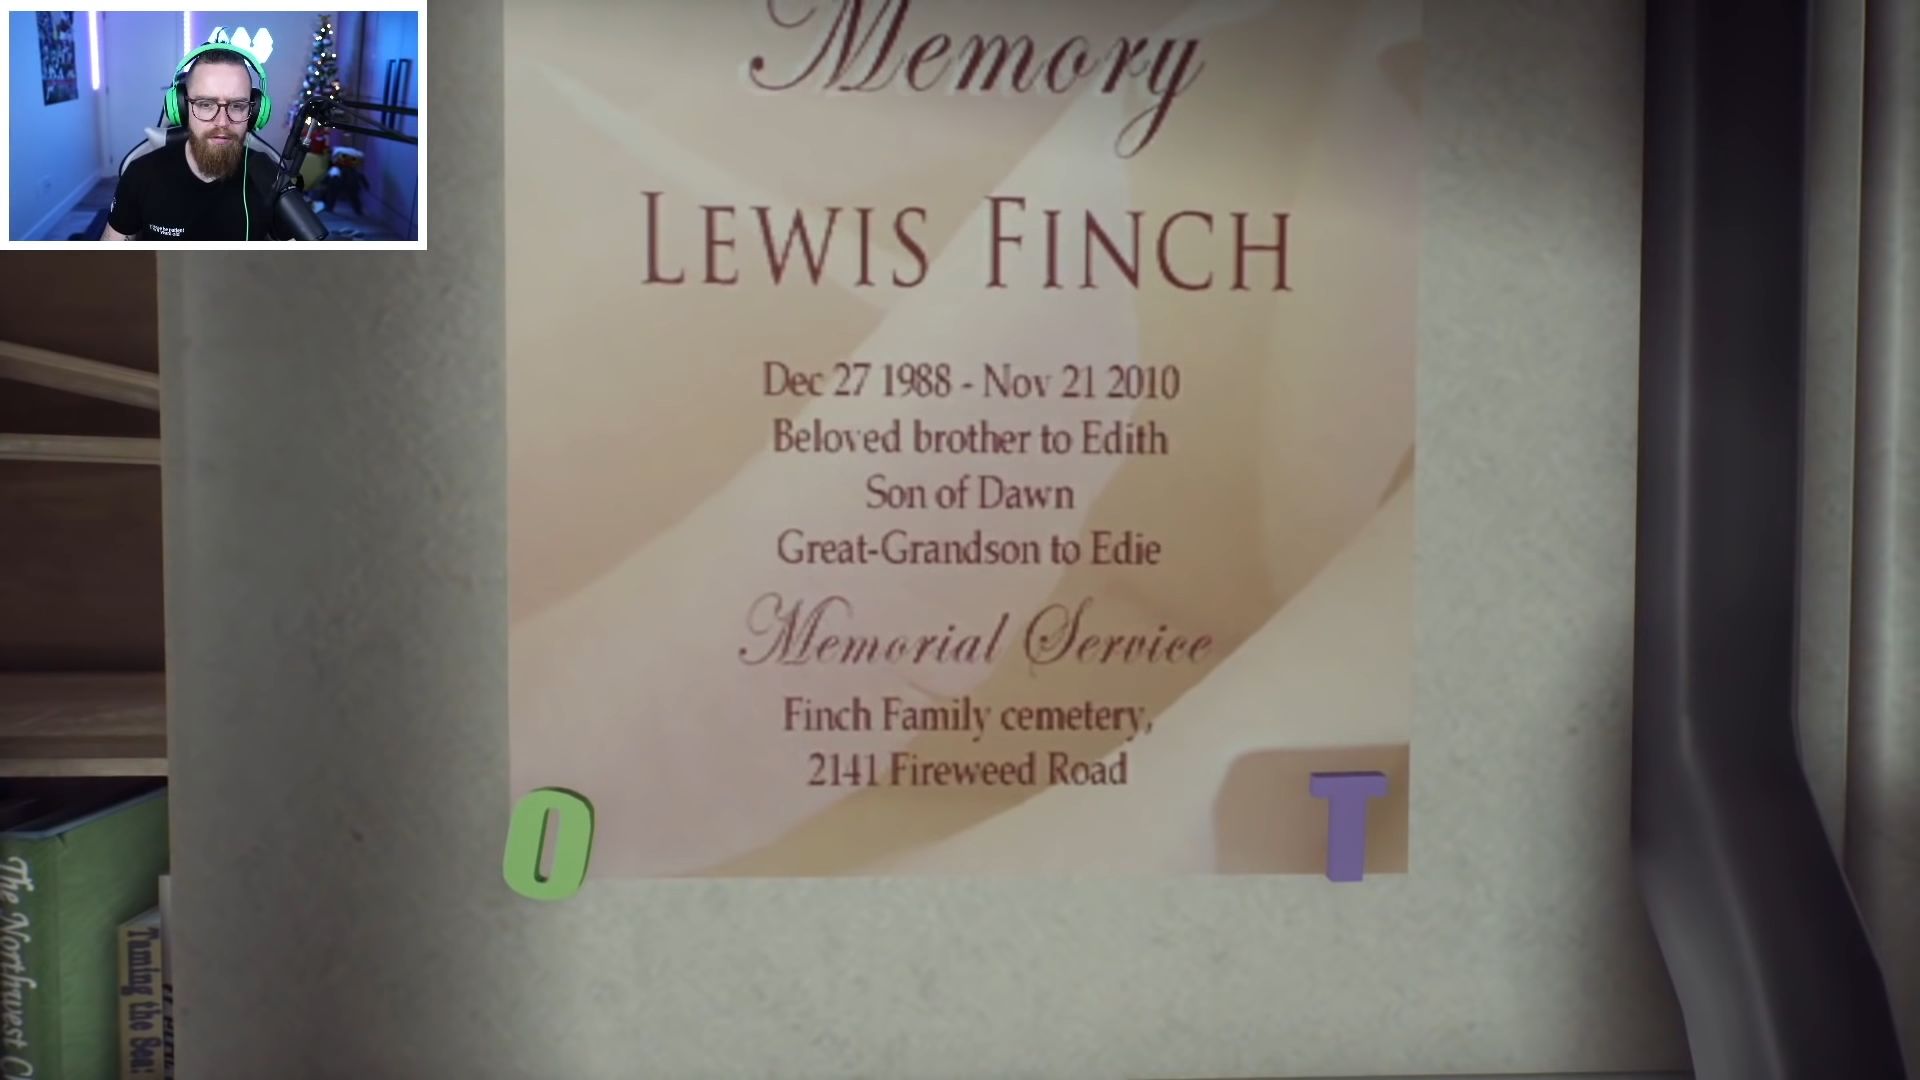 Memory
LEWIS FINCH
Dec 27 1988 - Nov 21 2010
Beloved brother to Edith
Son of Dawn
Great-Grandson to Edie
Memorial Service
Finch Family cemetery,
2141 Fireweed Road
O
T
The Northwest
Taming the Sea: